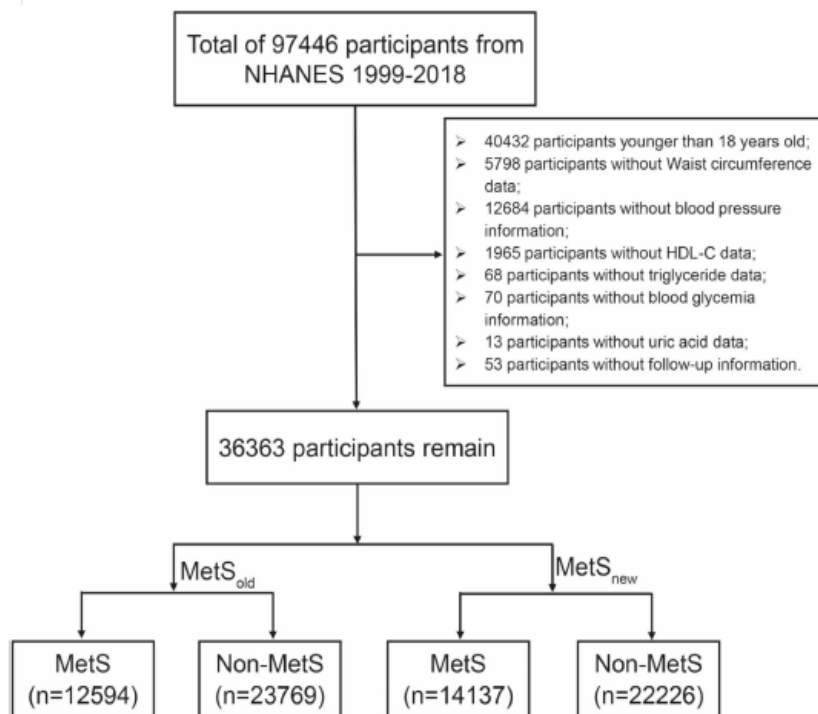 Total of 97446 participants from
NHANES 1999-2018
➢ 40432 participants younger than 18 years old;
➢ 5798 participants without Waist circumference
data;
➢ 12684 participants without blood pressure
information;
➢ 1965 participants without HDL-C data;
➢ 68 participants without triglyceride data;
➢ 70 participants without blood glycemia
information;
➢ 13 participants without uric acid data;
➢ 53 participants without follow-up information.
36363 participants remain
MetSold
MetSnew
MetS
(n=12594)
Non-MetS
(n=23769)
MetS
(n=14137)
Non-MetS
(n=22226)